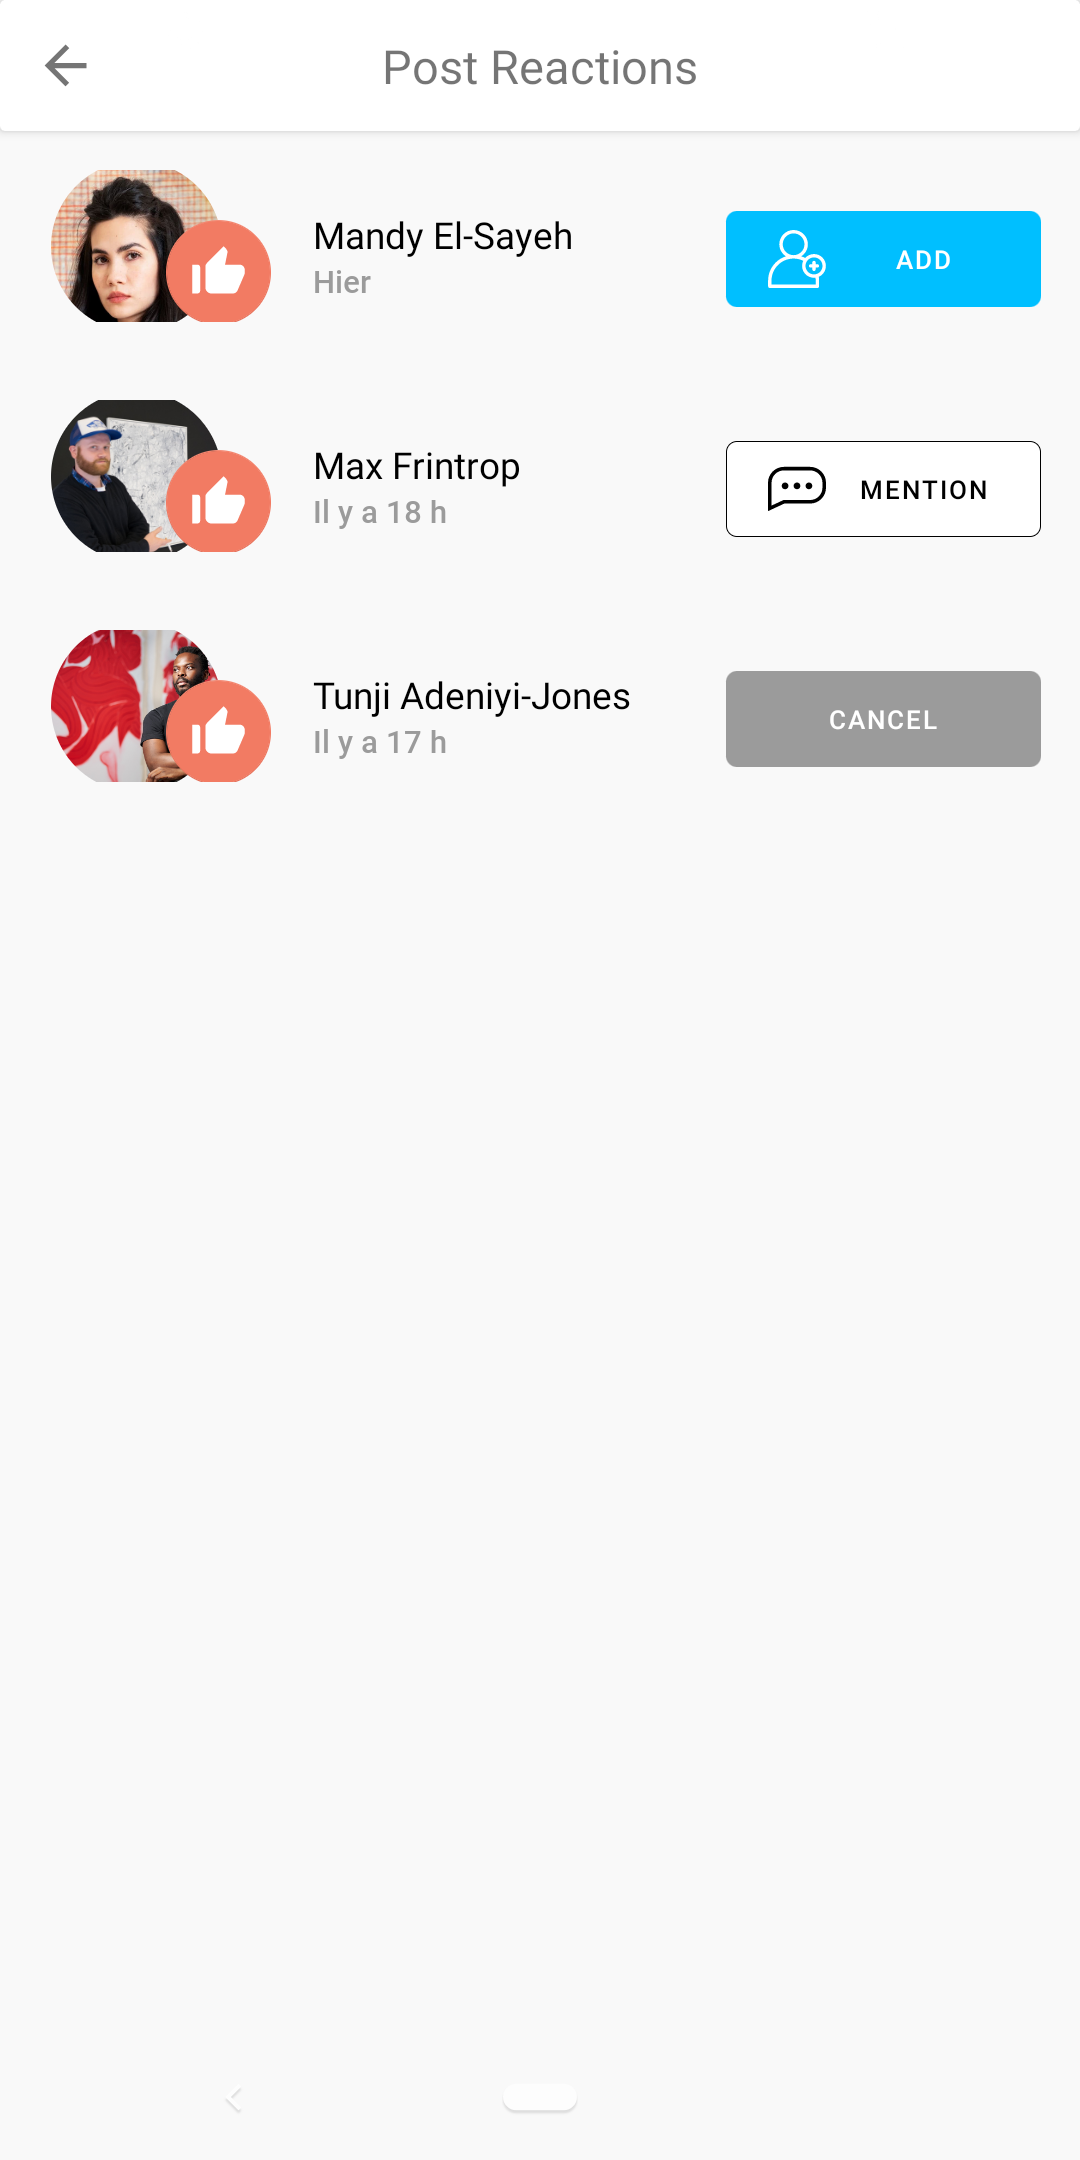 Post Reactions
Mandy El-Sayeh
Hier
ADD
Max Frintrop
Il y a 18 h
MENTION
Tunji Adeniyi-Jones
Il y a 17 h
CANCEL